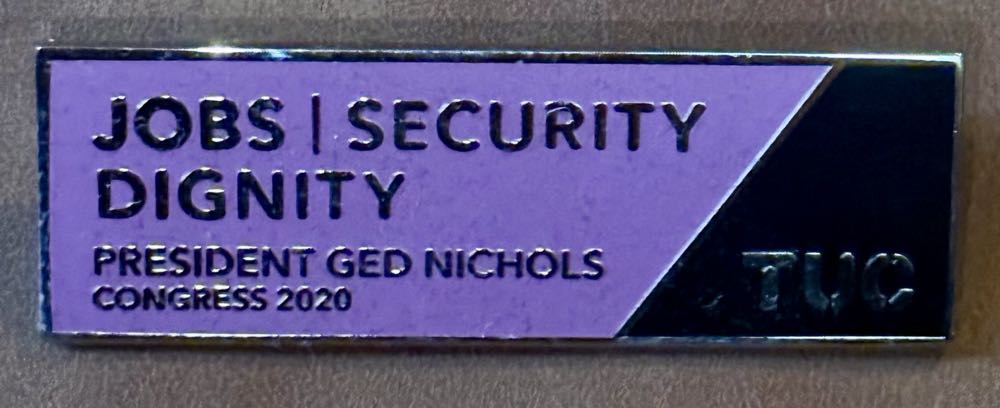 JOBS | SECURITY
DIGNITY
PRESIDENT GED NICHOLS
CONGRESS 2020
TUC